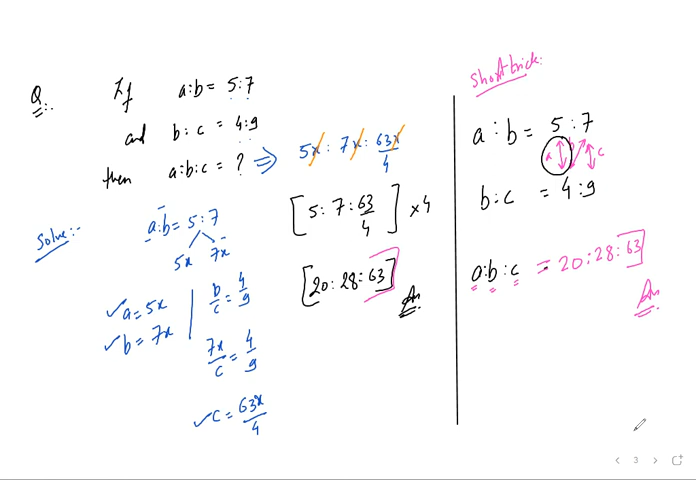 Q:. If a:b = 5:7
and b:c = 4:9
then a:b:c = ?
Solve:-
a:b = 5:7
5x 7x
✓ a = 5x
✓ b = 7x
b/c = 4/9
7x/c = 4/9
✓ c = 63x/4
⇒ 5x : 7x : 63x/4
[5 : 7 : 63/4] × 4
[20 : 28 : 63]
Ans
Short trick:
a : b = 5 : 7
a c
b : c = 4 : 9
a:b:c = 20 : 28 : 63
Ans
3